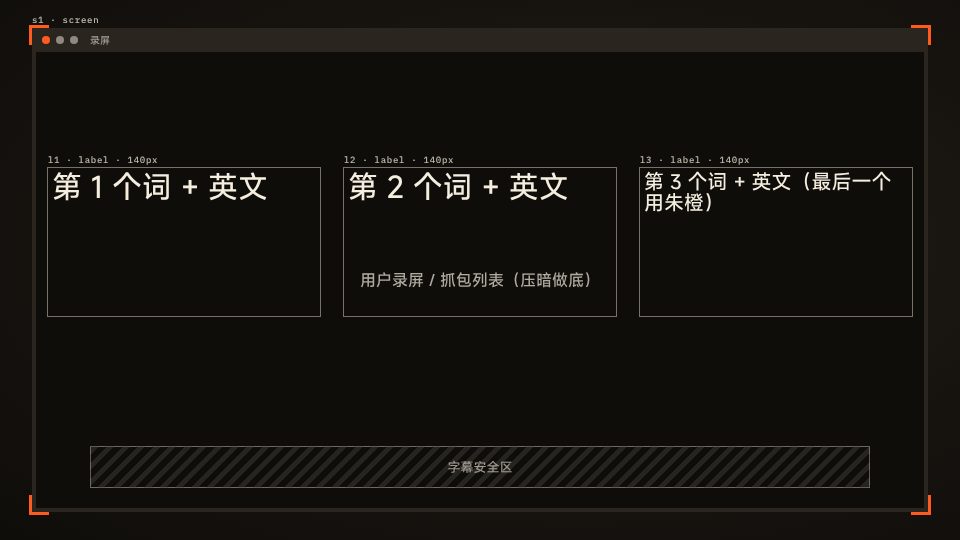 s1 · screen
录屏
l1 · label · 140px
l2 · label · 140px
l3 · label · 140px
第 1 个词 + 英文
第 2 个词 + 英文
第 3 个词 + 英文（最后一个
用朱橙）
用户录屏 / 抓包列表（压暗做底）
字幕安全区